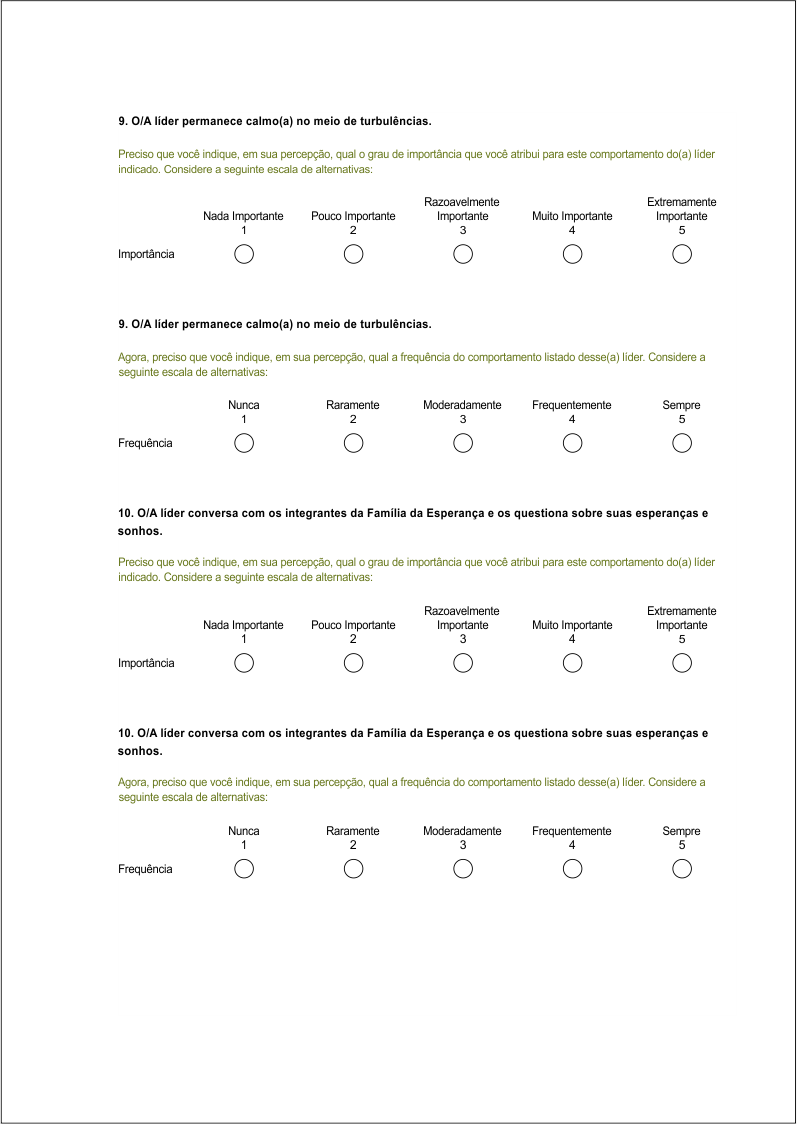 9. O/A líder permanece calmo(a) no meio de turbulências.
Preciso que você indique, em sua percepção, qual o grau de importância que você atribui para este comportamento do(a) líder
indicado. Considere a seguinte escala de alternativas:
Razoavelmente Extremamente
Nada Importante Pouco Importante Importante Muito Importante Importante
1 2 3 4 5
Importância
9. O/A líder permanece calmo(a) no meio de turbulências.
Agora, preciso que você indique, em sua percepção, qual a frequência do comportamento listado desse(a) líder. Considere a
seguinte escala de alternativas:
Nunca Raramente Moderadamente Frequentemente Sempre
1 2 3 4 5
Frequência
10. O/A líder conversa com os integrantes da Família da Esperança e os questiona sobre suas esperanças e
sonhos.
Preciso que você indique, em sua percepção, qual o grau de importância que você atribui para este comportamento do(a) líder
indicado. Considere a seguinte escala de alternativas:
Razoavelmente Extremamente
Nada Importante Pouco Importante Importante Muito Importante Importante
1 2 3 4 5
Importância
10. O/A líder conversa com os integrantes da Família da Esperança e os questiona sobre suas esperanças e
sonhos.
Agora, preciso que você indique, em sua percepção, qual a frequência do comportamento listado desse(a) líder. Considere a
seguinte escala de alternativas:
Nunca Raramente Moderadamente Frequentemente Sempre
1 2 3 4 5
Frequência